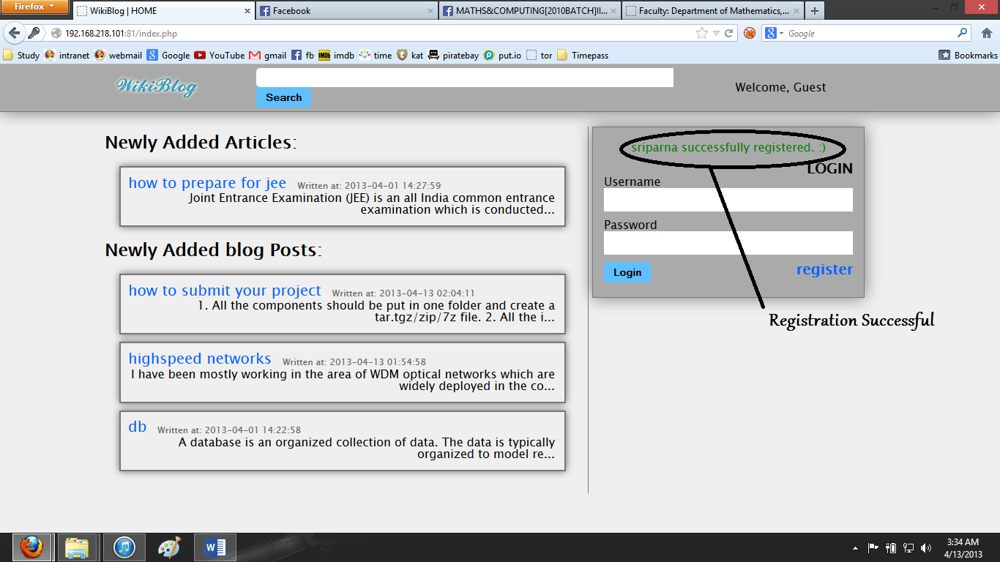 Firefox
WikiBlog | HOME
Facebook
MATHS&COMPUTING[2010BATCH]II...
Faculty: Department of Mathematics,...
192.168.218.101:81/index.php
Google
Study intranet webmail Google YouTube gmail fb imdb time kat piratebay put.io tor Timepass Bookmarks
WikiBlog
Search
Welcome, Guest
Newly Added Articles:
how to prepare for jee Written at: 2013-04-01 14:27:59
Joint Entrance Examination (JEE) is an all India common entrance
examination which is conducted...
Newly Added blog Posts:
how to submit your project Written at: 2013-04-13 02:04:11
1. All the components should be put in one folder and create a
tar.tgz/zip/7z file. 2. All the i...
highspeed networks Written at: 2013-04-13 01:54:58
I have been mostly working in the area of WDM optical networks which are
widely deployed in the co...
db Written at: 2013-04-01 14:22:58
A database is an organized collection of data. The data is typically
organized to model re...
sriparna successfully registered. :)
LOGIN
Username
Password
Login
register
Registration Successful
3:34 AM
4/13/2013